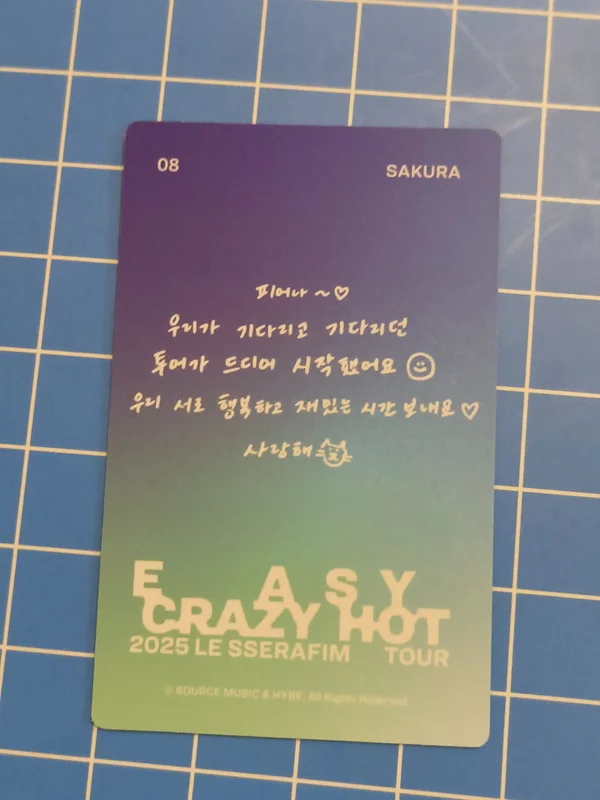 08
SAKURA
피어나 ~ ♡
우리가 기다리고 기다리던
투어가 드디어 시작했어요 ☺
우리 서로 행복하고 재밌는 시간 보내요 ♡
사랑해
E A S Y
CRAZY HOT
2025 LE SSERAFIM TOUR
© SOURCE MUSIC & HYBE. All Rights Reserved.